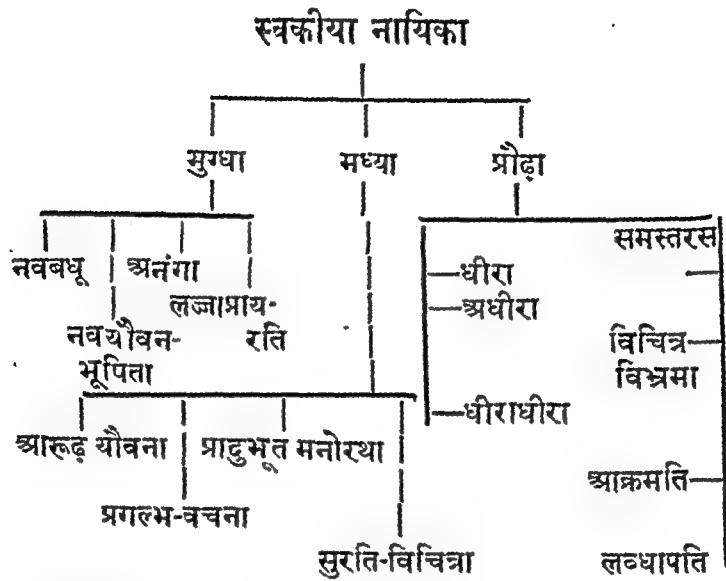 स्वकीया नायिका
मुग्धा मध्या प्रौढ़ा
समस्तरस
नवबधू अनंगा धीरा
लज्जाप्राय- अधीरा
नवयौवन- रति विचित्र
भूषिता विभ्रमा
धीराधीरा
आरूढ़ यौवना प्रादुभूत मनोरथा
आक्रमति
प्रगल्भ-वचना
सुरति-विचित्रा लब्धापति